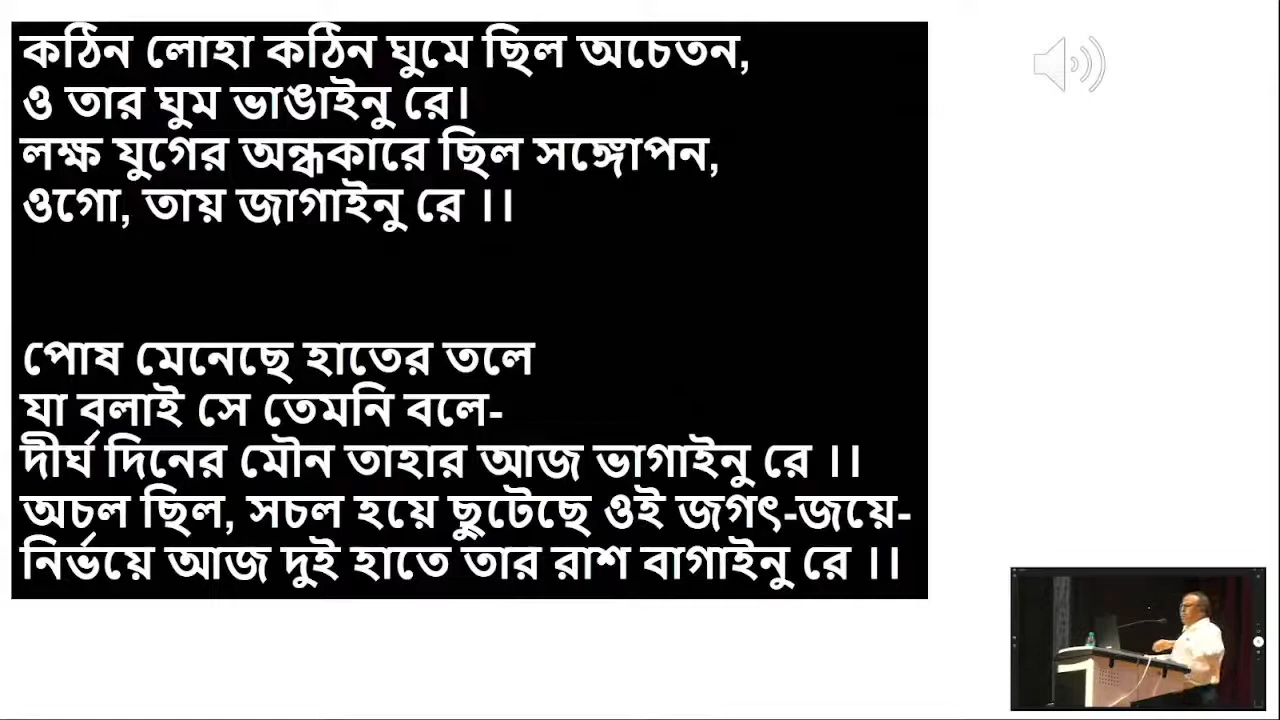 কঠিন লোহা কঠিন ঘুমে ছিল অচেতন,
ও তার ঘুম ভাঙাইনু রে।
লক্ষ যুগের অন্ধকারে ছিল সঙ্গোপন,
ওগো, তায় জাগাইনু রে ।।
পোষ মেনেছে হাতের তলে
যা বলাই সে তেমনি বলে-
দীর্ঘ দিনের মৌন তাহার আজ ভাগাইনু রে ।।
অচল ছিল, সচল হয়ে ছুটেছে ওই জগৎ-জয়ে-
নির্ভয়ে আজ দুই হাতে তার রাশ বাগাইনু রে ।।